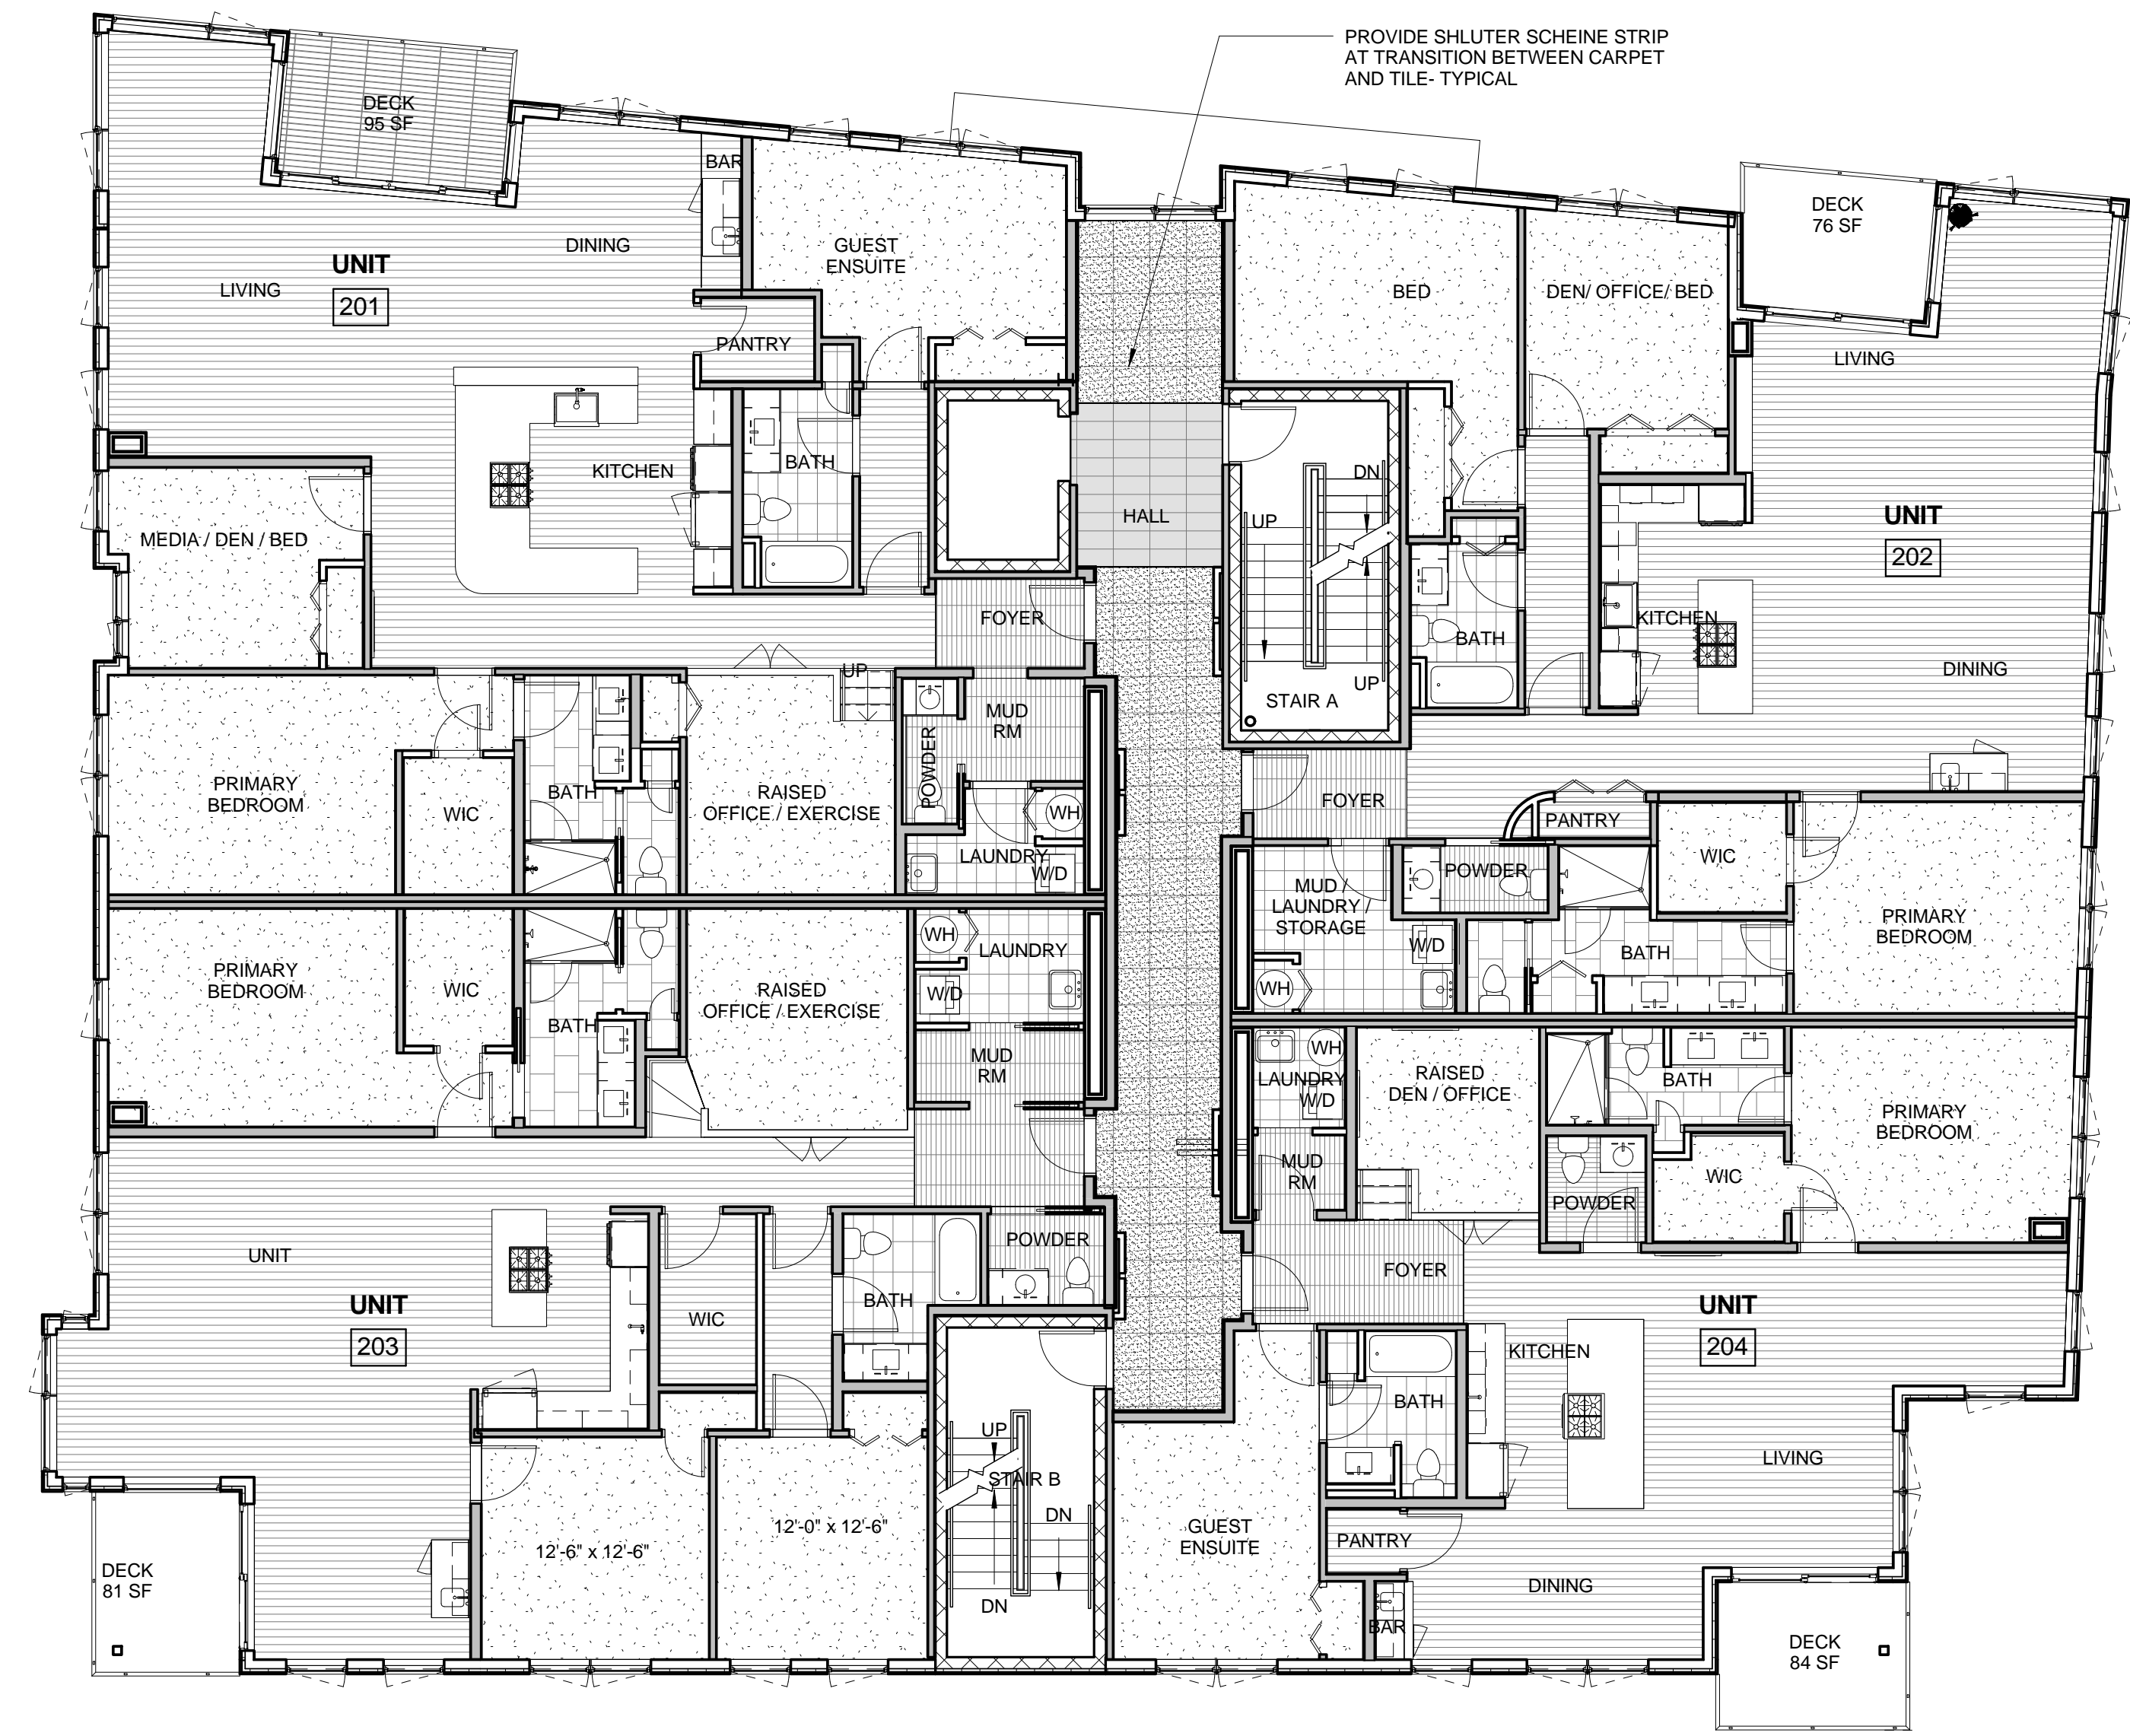 PROVIDE SHLUTER SCHEINE STRIP
AT TRANSITION BETWEEN CARPET
AND TILE- TYPICAL
DECK
95 SF
BAR
DINING
GUEST
ENSUITE
UNIT
201
LIVING
PANTRY
KITCHEN
BATH
MEDIA / DEN / BED
FOYER
UP
MUD
RM
POWDER
PRIMARY
BEDROOM
WIC
BATH
RAISED
OFFICE / EXERCISE
WH
LAUNDRY
W/D
HALL
DN
UP
UP
STAIR A
BED
DEN/ OFFICE/ BED
DECK
76 SF
LIVING
UNIT
202
KITCHEN
BATH
DINING
FOYER
PANTRY
WIC
POWDER
MUD /
LAUNDRY /
STORAGE
W/D
WH
BATH
PRIMARY
BEDROOM
PRIMARY
BEDROOM
WIC
BATH
RAISED
OFFICE / EXERCISE
WH
LAUNDRY
W/D
MUD
RM
UNIT
UNIT
203
WIC
BATH
POWDER
UP
STAIR B
DN
DN
12'-6" x 12'-6"
12'-0" x 12'-6"
DECK
81 SF
WH
LAUNDRY
W/D
RAISED
DEN / OFFICE
BATH
PRIMARY
BEDROOM
MUD
RM
WIC
POWDER
FOYER
UNIT
204
KITCHEN
BATH
LIVING
GUEST
ENSUITE
PANTRY
DINING
BAR
DECK
84 SF